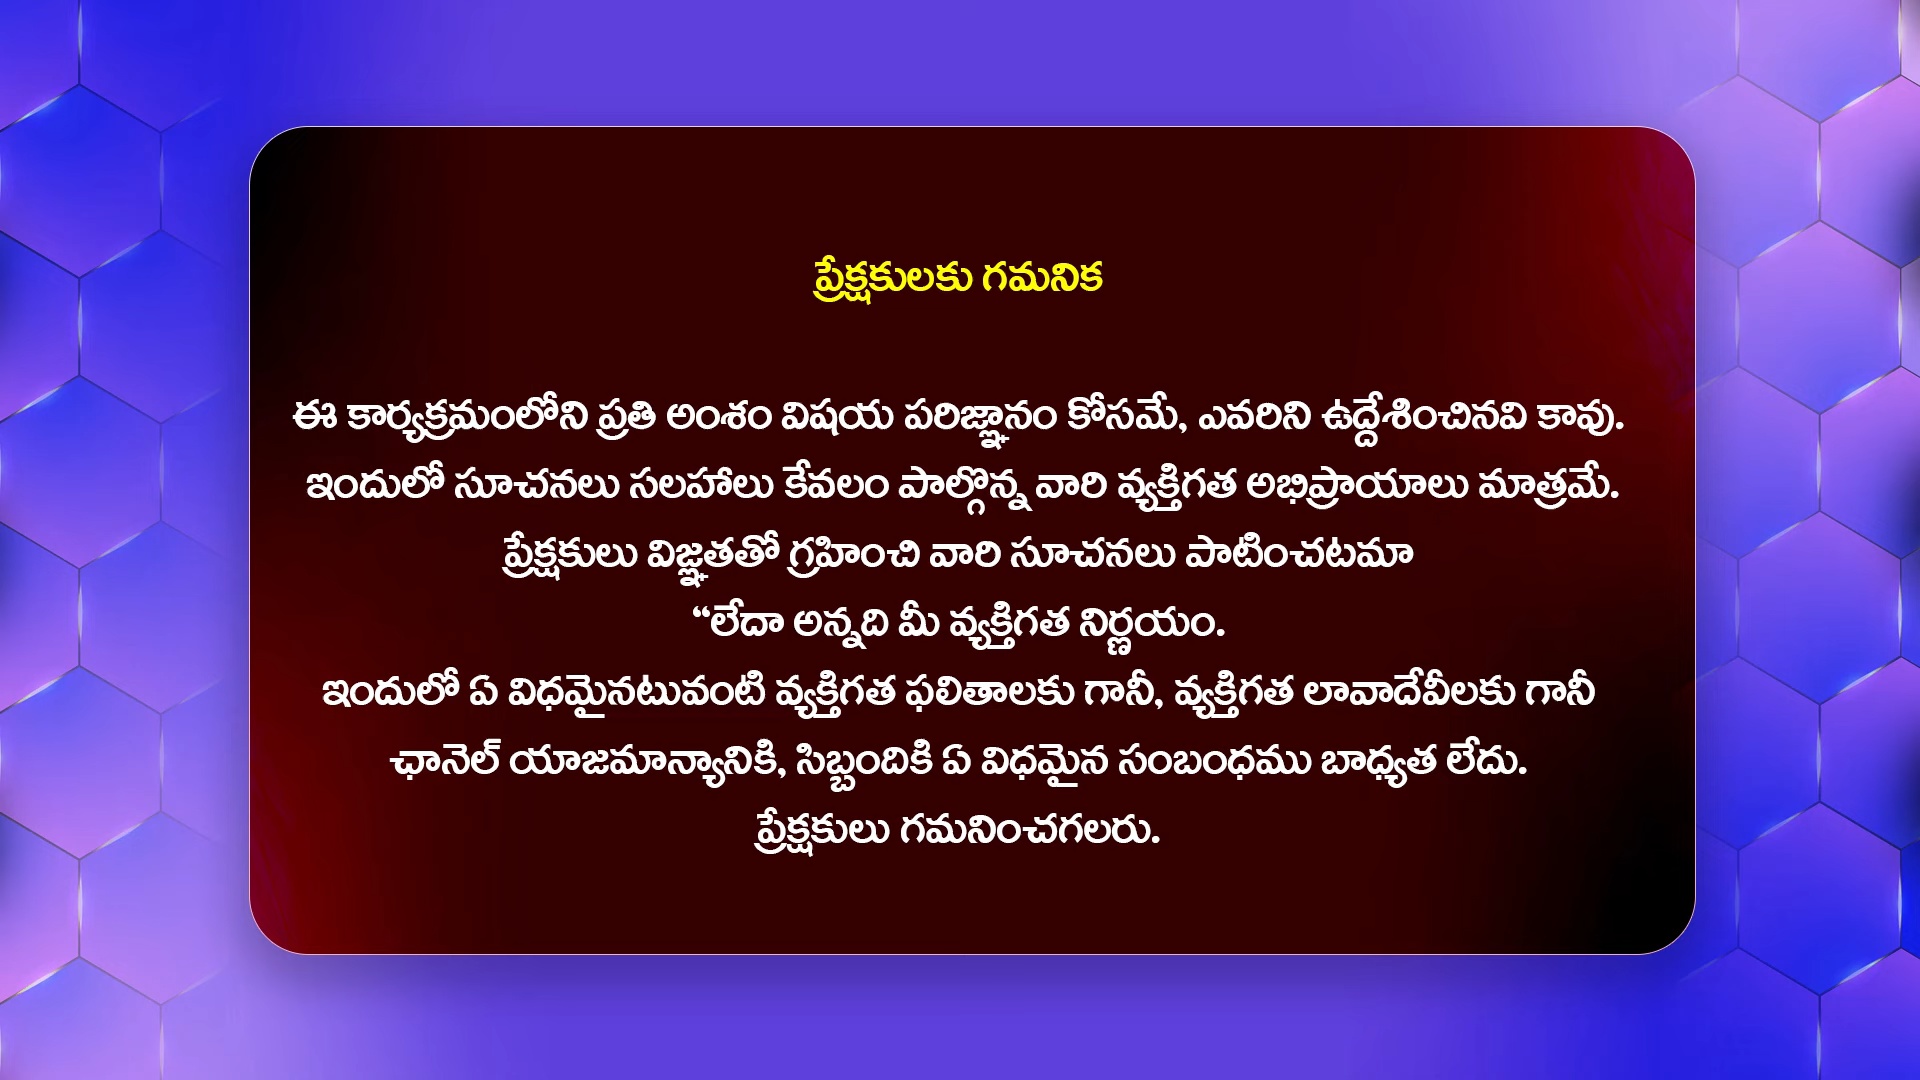 ప్రేక్షకులకు గమనిక
ఈ కార్యక్రమంలోని ప్రతి అంశం విషయ పరిజ్ఞానం కోసమే, ఎవరిని ఉద్దేశించినవి కావు.
ఇందులో సూచనలు సలహాలు కేవలం పాల్గొన్న వారి వ్యక్తిగత అభిప్రాయాలు మాత్రమే.
ప్రేక్షకులు విజ్ఞతతో గ్రహించి వారి సూచనలు పాటించటమా
“లేదా అన్నది మీ వ్యక్తిగత నిర్ణయం.
ఇందులో ఏ విధమైనటువంటి వ్యక్తిగత ఫలితాలకు గానీ, వ్యక్తిగత లావాదేవీలకు గానీ
ఛానెల్ యాజమాన్యానికి, సిబ్బందికి ఏ విధమైన సంబంధము బాధ్యత లేదు.
ప్రేక్షకులు గమనించగలరు.